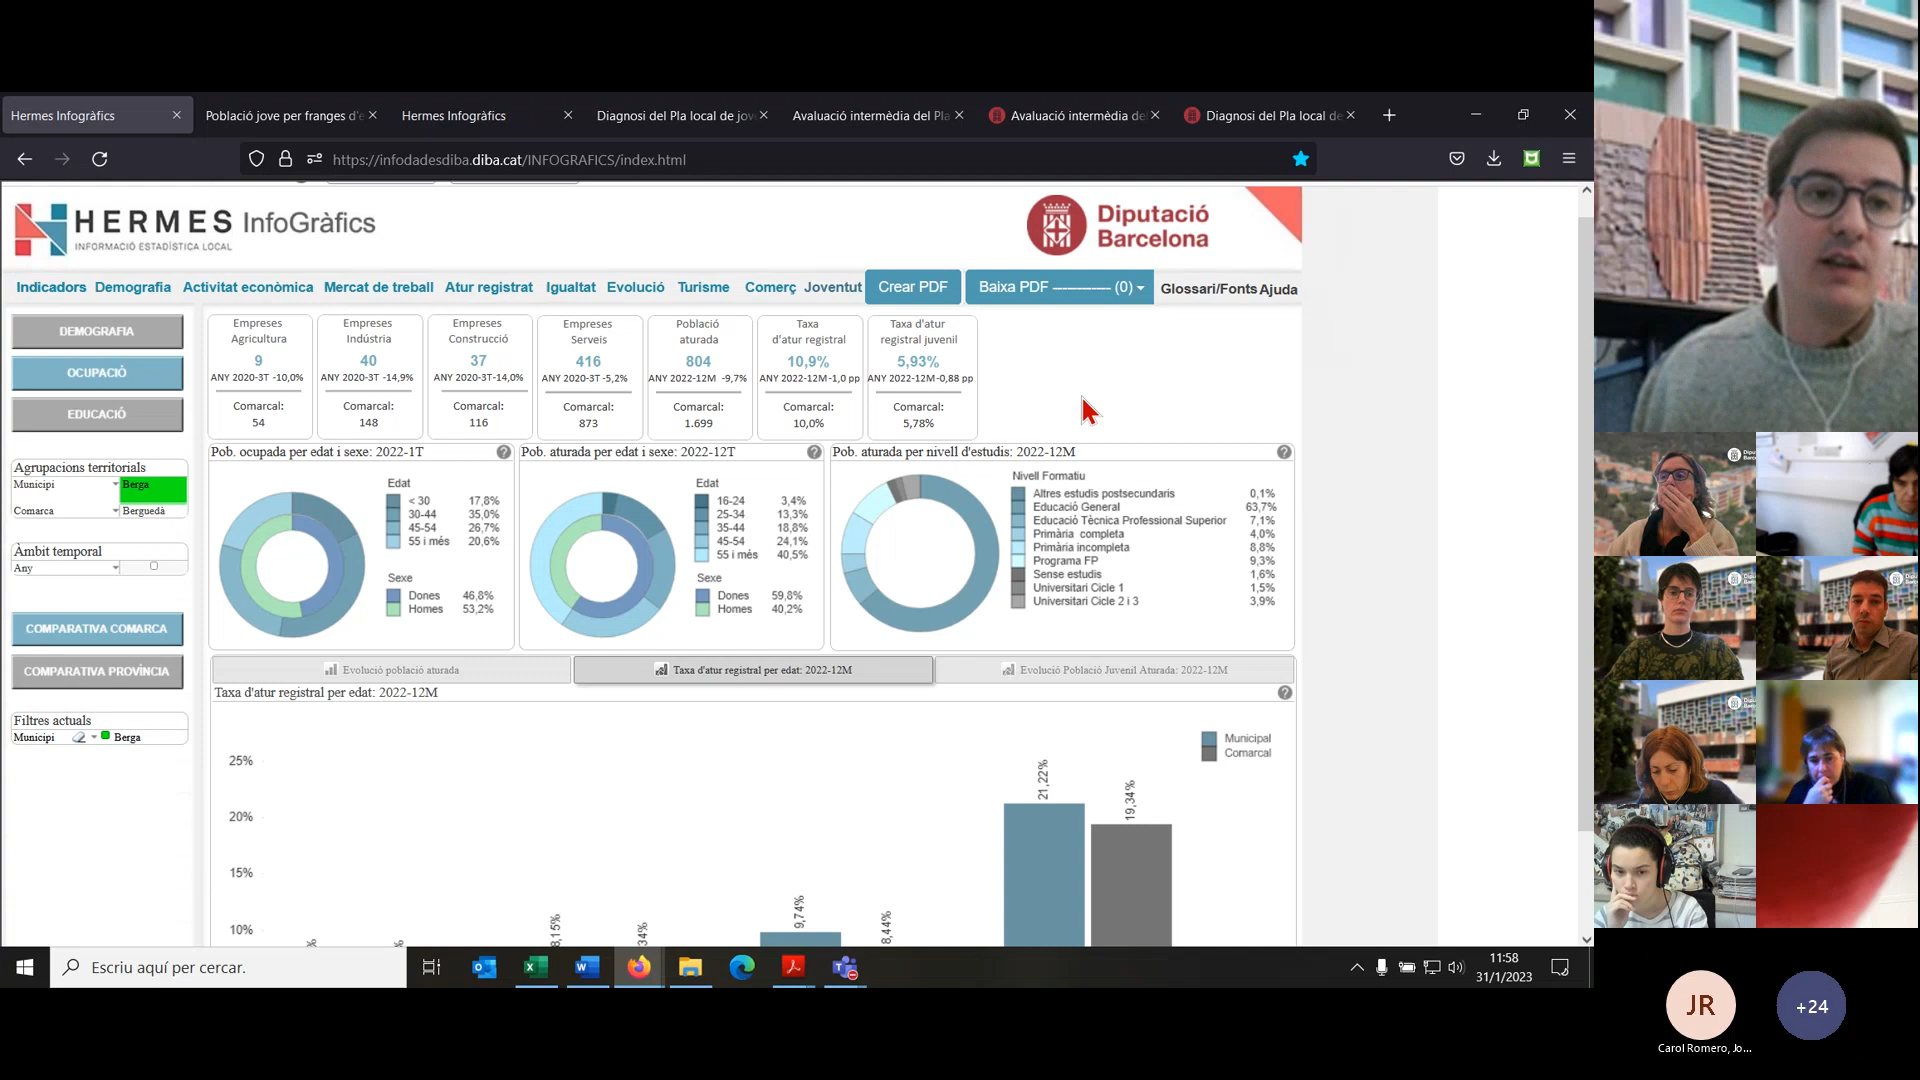 Hermes Infogràfics
Població jove per franges d'e
Hermes Infogràfics
Diagnosi del Pla local de jov
Avaluació intermèdia del Pla
Avaluació intermèdia de
Diagnosi del Pla local de
https://infodadesdiba.diba.cat/INFOGRAFICS/index.html
HERMES InfoGràfics
INFORMACIÓ ESTADÍSTICA LOCAL
Diputació
Barcelona
Indicadors Demografia Activitat econòmica Mercat de treball Atur registrat Igualtat Evolució Turisme Comerç Joventut Crear PDF Baixa PDF ----------- (0) Glossari/Fonts Ajuda
DEMOGRAFIA
OCUPACIÓ
EDUCACIÓ
Agrupacions territorials
Municipi Berga
Comarca Berguedà
Àmbit temporal
Any
COMPARATIVA COMARCA
COMPARATIVA PROVÍNCIA
Filtres actuals
Municipi Berga
Empreses
Agricultura
9
ANY 2020-3T -10,0%
Comarcal:
54
Empreses
Indústria
40
ANY 2020-3T -14,9%
Comarcal:
148
Empreses
Construcció
37
ANY 2020-3T-14,0%
Comarcal:
116
Empreses
Serveis
416
ANY 2020-3T -5,2%
Comarcal:
873
Població
aturada
804
ANY 2022-12M -9,7%
Comarcal:
1.699
Taxa
d'atur registral
10,9%
ANY 2022-12M-1,0 pp
Comarcal:
10,0%
Taxa d'atur
registral juvenil
5,93%
ANY 2022-12M-0,88 pp
Comarcal:
5,78%
Pob. ocupada per edat i sexe: 2022-1T
Edat
< 30 17,8%
30-44 35,0%
45-54 26,7%
55 i més 20,6%
Sexe
Dones 46,8%
Homes 53,2%
Pob. aturada per edat i sexe: 2022-12T
Edat
16-24 3,4%
25-34 13,3%
35-44 18,8%
45-54 24,1%
55 i més 40,5%
Sexe
Dones 59,8%
Homes 40,2%
Pob. aturada per nivell d'estudis: 2022-12M
Nivell Formatiu
Altres estudis postsecundaris 0,1%
Educació General 63,7%
Educació Tècnica Professional Superior 7,1%
Primària completa 4,0%
Primària incompleta 8,8%
Programa FP 9,3%
Sense estudis 1,6%
Universitari Cicle 1 1,5%
Universitari Cicle 2 i 3 3,9%
Evolució població aturada
Taxa d'atur registral per edat: 2022-12M
Evolució Població Juvenil Aturada: 2022-12M
Taxa d'atur registral per edat: 2022-12M
Municipal
Comarcal
25%
20%
15%
10%
%
%
8,15%
34%
9,74%
8,44%
21,22%
19,34%
Escriu aquí per cercar.
11:58
31/1/2023
JR
+24
Carol Romero, Jo...